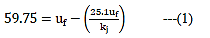 59.75 = u_f − (25.1u_f / k_j) ---(1)